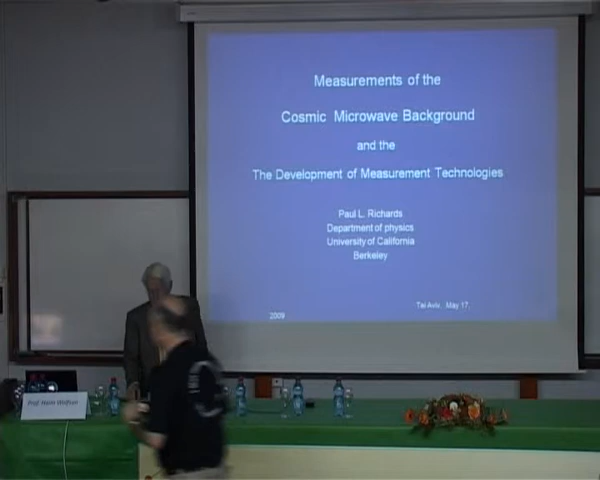 Measurements of the
Cosmic Microwave Background
and the
The Development of Measurement Technologies
Paul L. Richards
Department of physics
University of California
Berkeley
Tel Aviv, May 17,
2009
Prof. Haim Wolfson